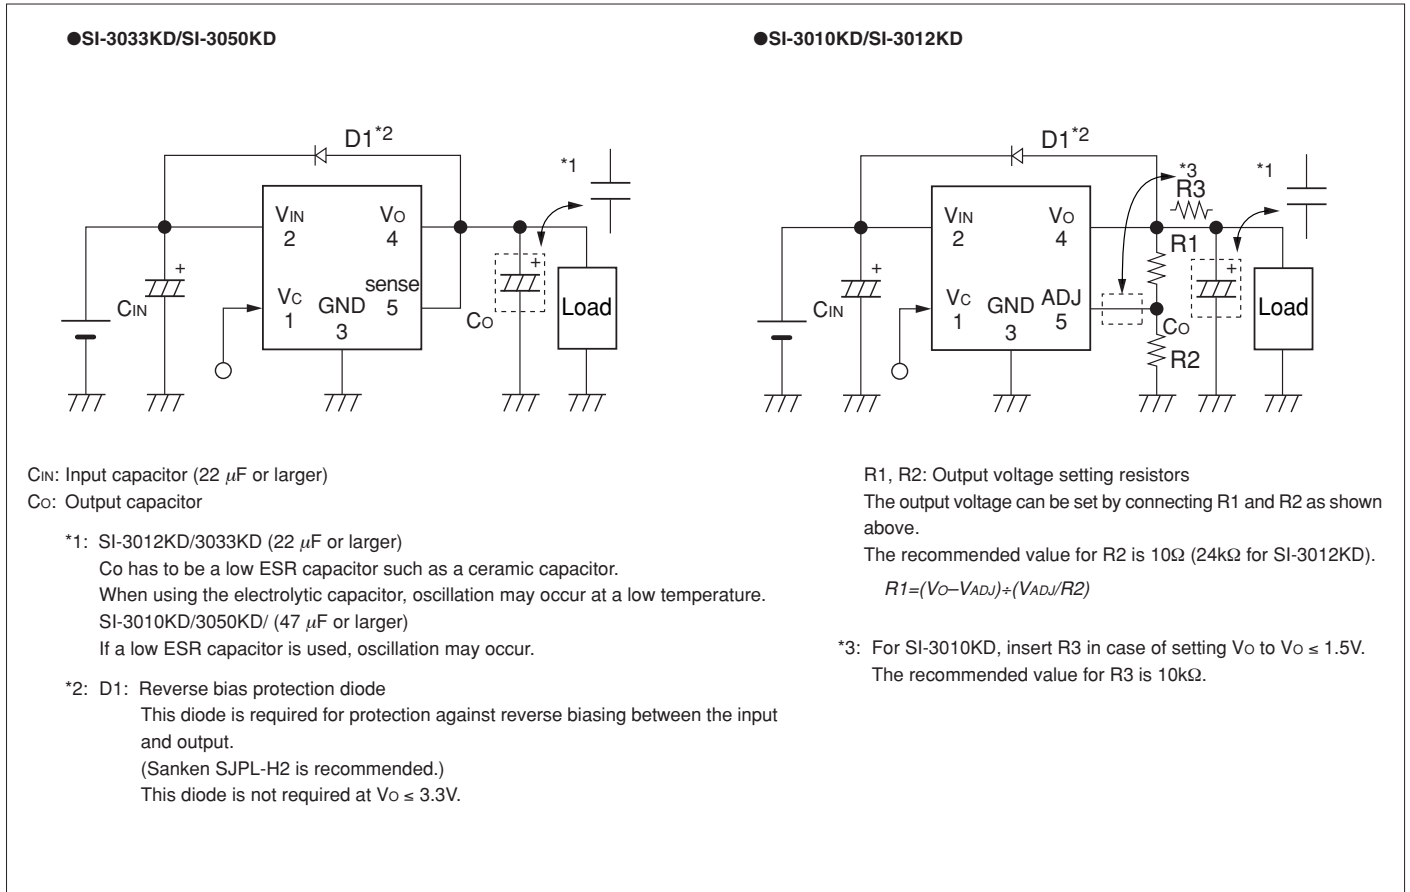 ●SI-3033KD/SI-3050KD
D1*2
*1
VIN
2
VO
4
sense
5
VC
1
GND
3
CIN
+
CO
+
Load
●SI-3010KD/SI-3012KD
D1*2
*3
R3
*1
VIN
2
VO
4
R1
ADJ
5
VC
1
GND
3
CIN
+
CO
+
R2
Load
CIN: Input capacitor (22 μF or larger)
CO: Output capacitor
*1: SI-3012KD/3033KD (22 μF or larger)
Co has to be a low ESR capacitor such as a ceramic capacitor.
When using the electrolytic capacitor, oscillation may occur at a low temperature.
SI-3010KD/3050KD/ (47 μF or larger)
If a low ESR capacitor is used, oscillation may occur.
*2: D1: Reverse bias protection diode
This diode is required for protection against reverse biasing between the input
and output.
(Sanken SJPL-H2 is recommended.)
This diode is not required at VO ≤ 3.3V.
R1, R2: Output voltage setting resistors
The output voltage can be set by connecting R1 and R2 as shown
above.
The recommended value for R2 is 10Ω (24kΩ for SI-3012KD).
R1=(VO–VADJ)÷(VADJ/R2)
*3: For SI-3010KD, insert R3 in case of setting VO to VO ≤ 1.5V.
The recommended value for R3 is 10kΩ.